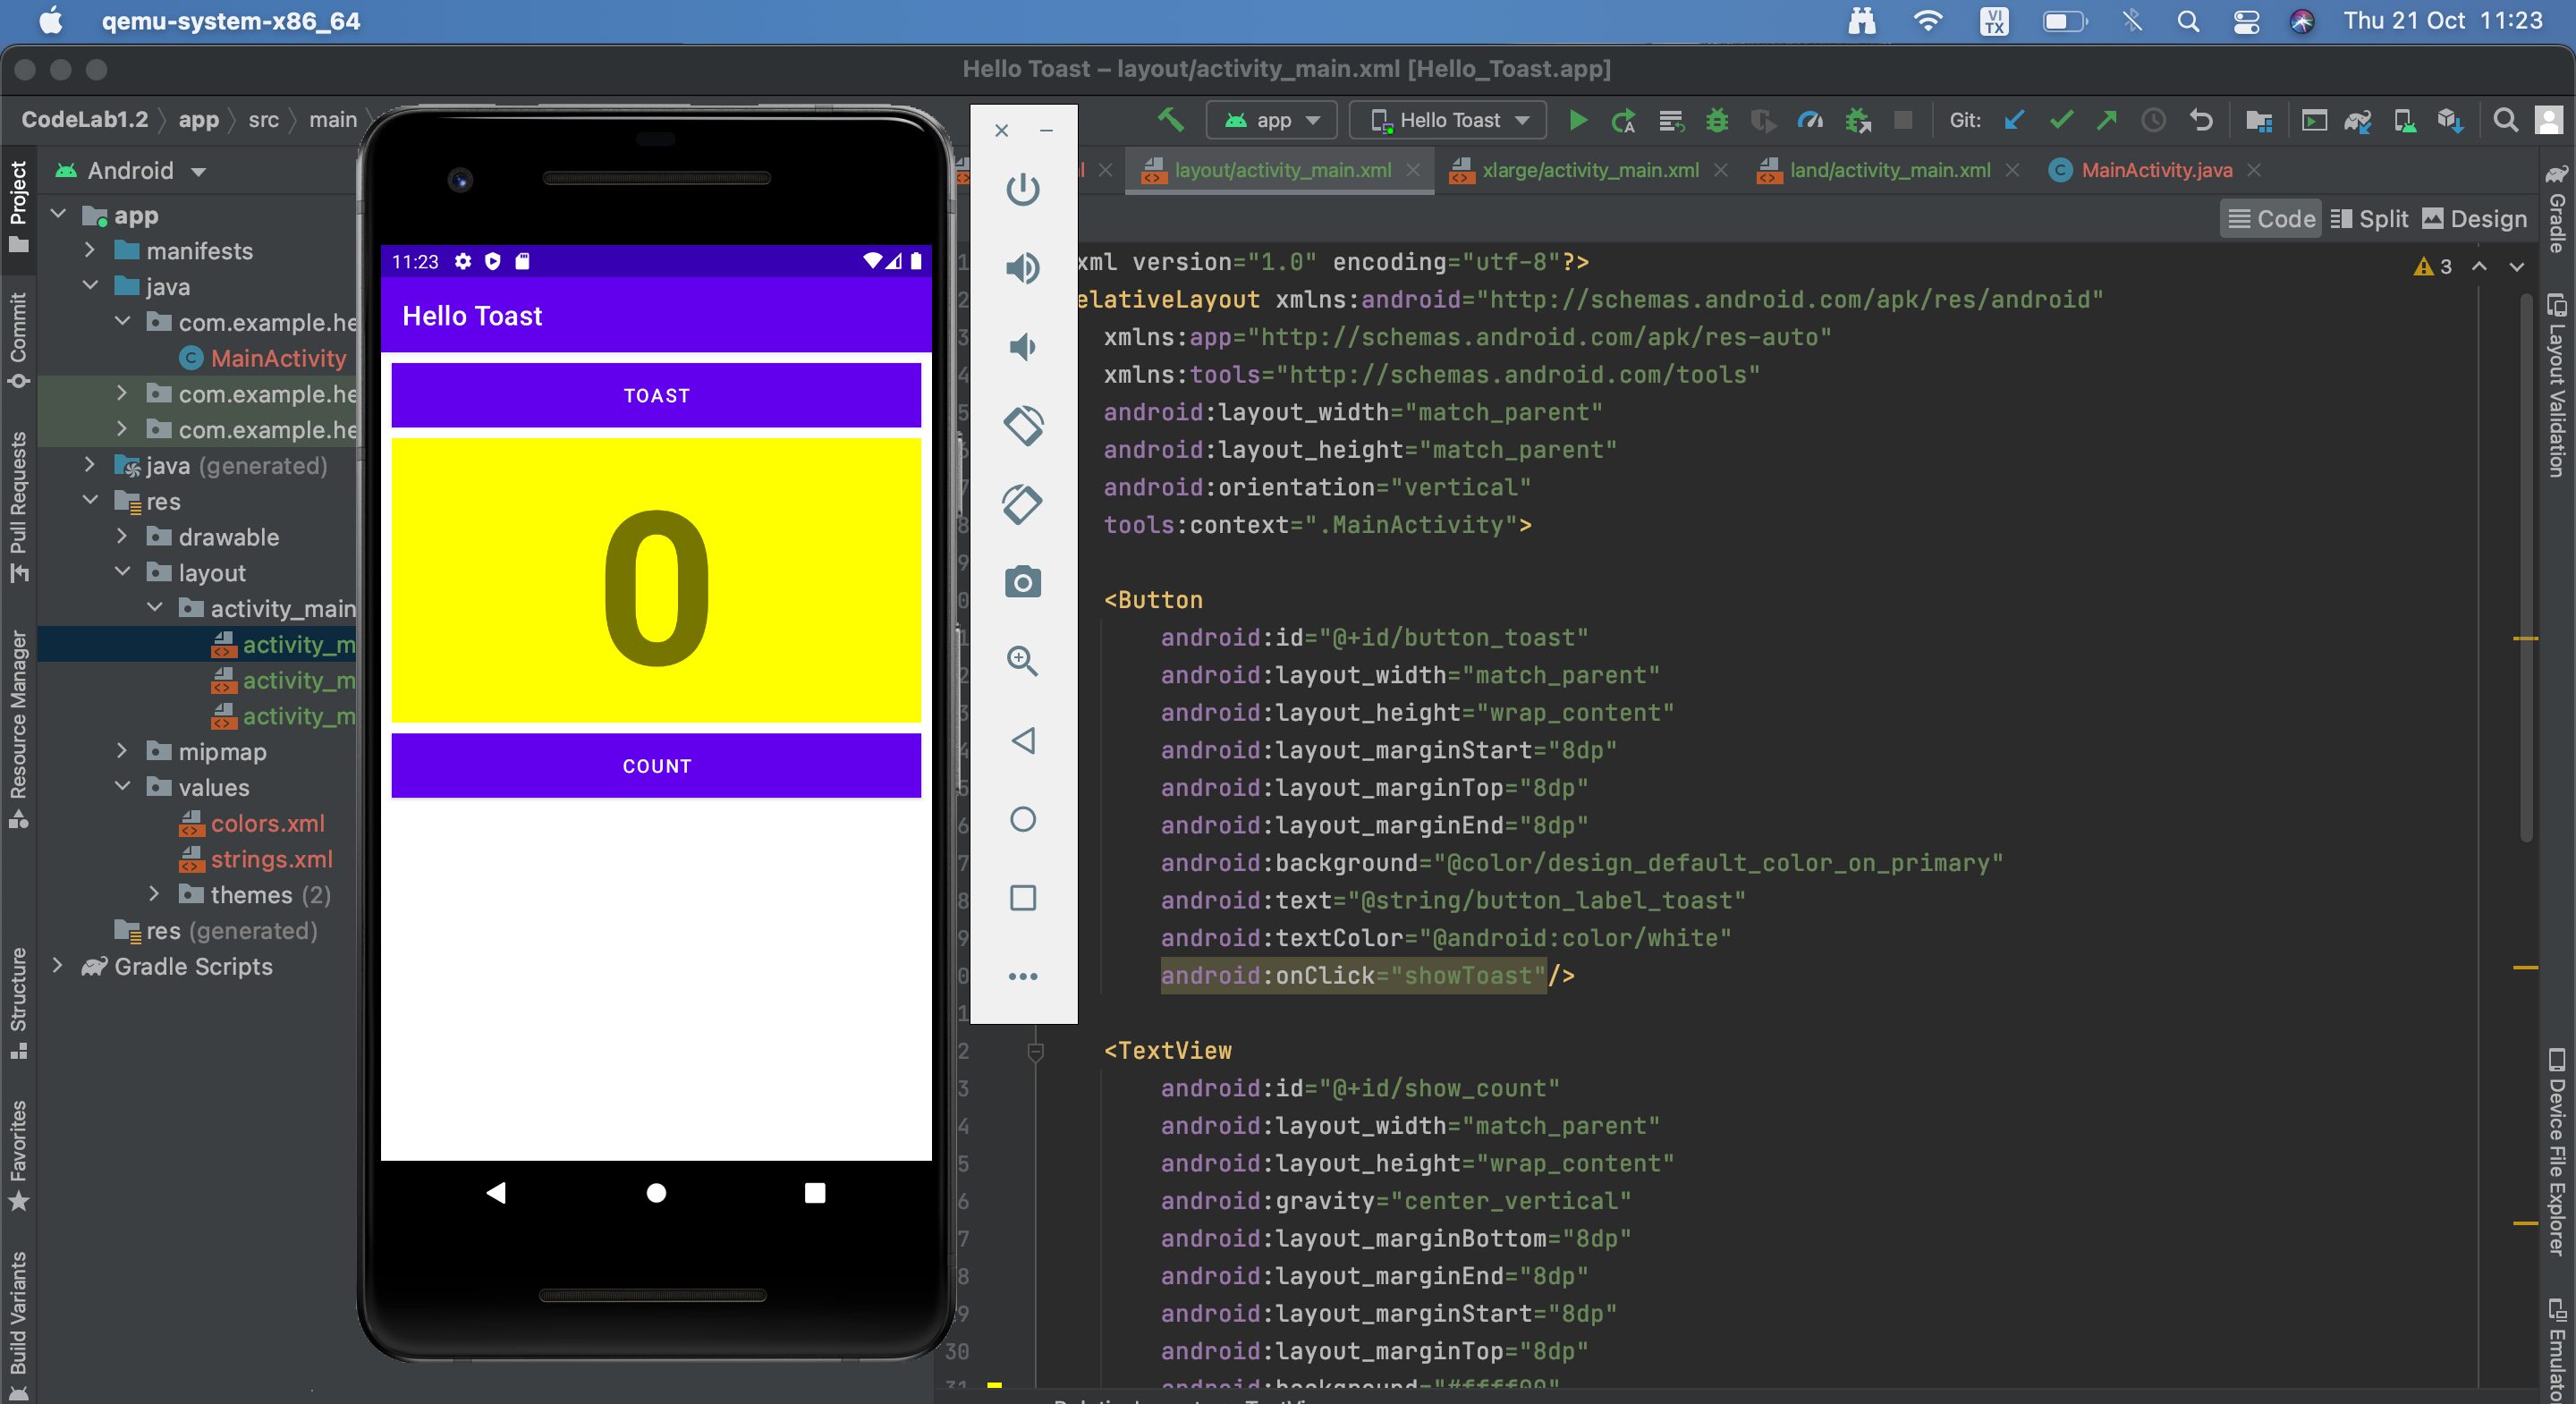 qemu-system-x86_64
VI
TX
Thu 21 Oct 11:23
Hello Toast – layout/activity_main.xml [Hello_Toast.app]
CodeLab1.2 app src main
app
Hello Toast
Git:
Android
layout/activity_main.xml
xlarge/activity_main.xml
land/activity_main.xml
MainActivity.java
Code
Split
Design
Project
Commit
Pull Requests
Resource Manager
Structure
Favorites
Build Variants
app
manifests
java
com.example.he
MainActivity
com.example.he
com.example.he
java (generated)
res
drawable
layout
activity_main
activity_m
activity_m
activity_m
mipmap
values
colors.xml
strings.xml
themes (2)
res (generated)
Gradle Scripts
11:23
Hello Toast
TOAST
0
COUNT
xml version="1.0" encoding="utf-8"?>
elativeLayout xmlns:android="http://schemas.android.com/apk/res/android"
xmlns:app="http://schemas.android.com/apk/res-auto"
xmlns:tools="http://schemas.android.com/tools"
android:layout_width="match_parent"
android:layout_height="match_parent"
android:orientation="vertical"
tools:context=".MainActivity">
<Button
android:id="@+id/button_toast"
android:layout_width="match_parent"
android:layout_height="wrap_content"
android:layout_marginStart="8dp"
android:layout_marginTop="8dp"
android:layout_marginEnd="8dp"
android:background="@color/design_default_color_on_primary"
android:text="@string/button_label_toast"
android:textColor="@android:color/white"
android:onClick="showToast"/>
<TextView
android:id="@+id/show_count"
android:layout_width="match_parent"
android:layout_height="wrap_content"
android:gravity="center_vertical"
android:layout_marginBottom="8dp"
android:layout_marginEnd="8dp"
android:layout_marginStart="8dp"
30 android:layout_marginTop="8dp"
31 android:background="#ffff00"
3
Gradle
Layout Validation
Device File Explorer
Emulato